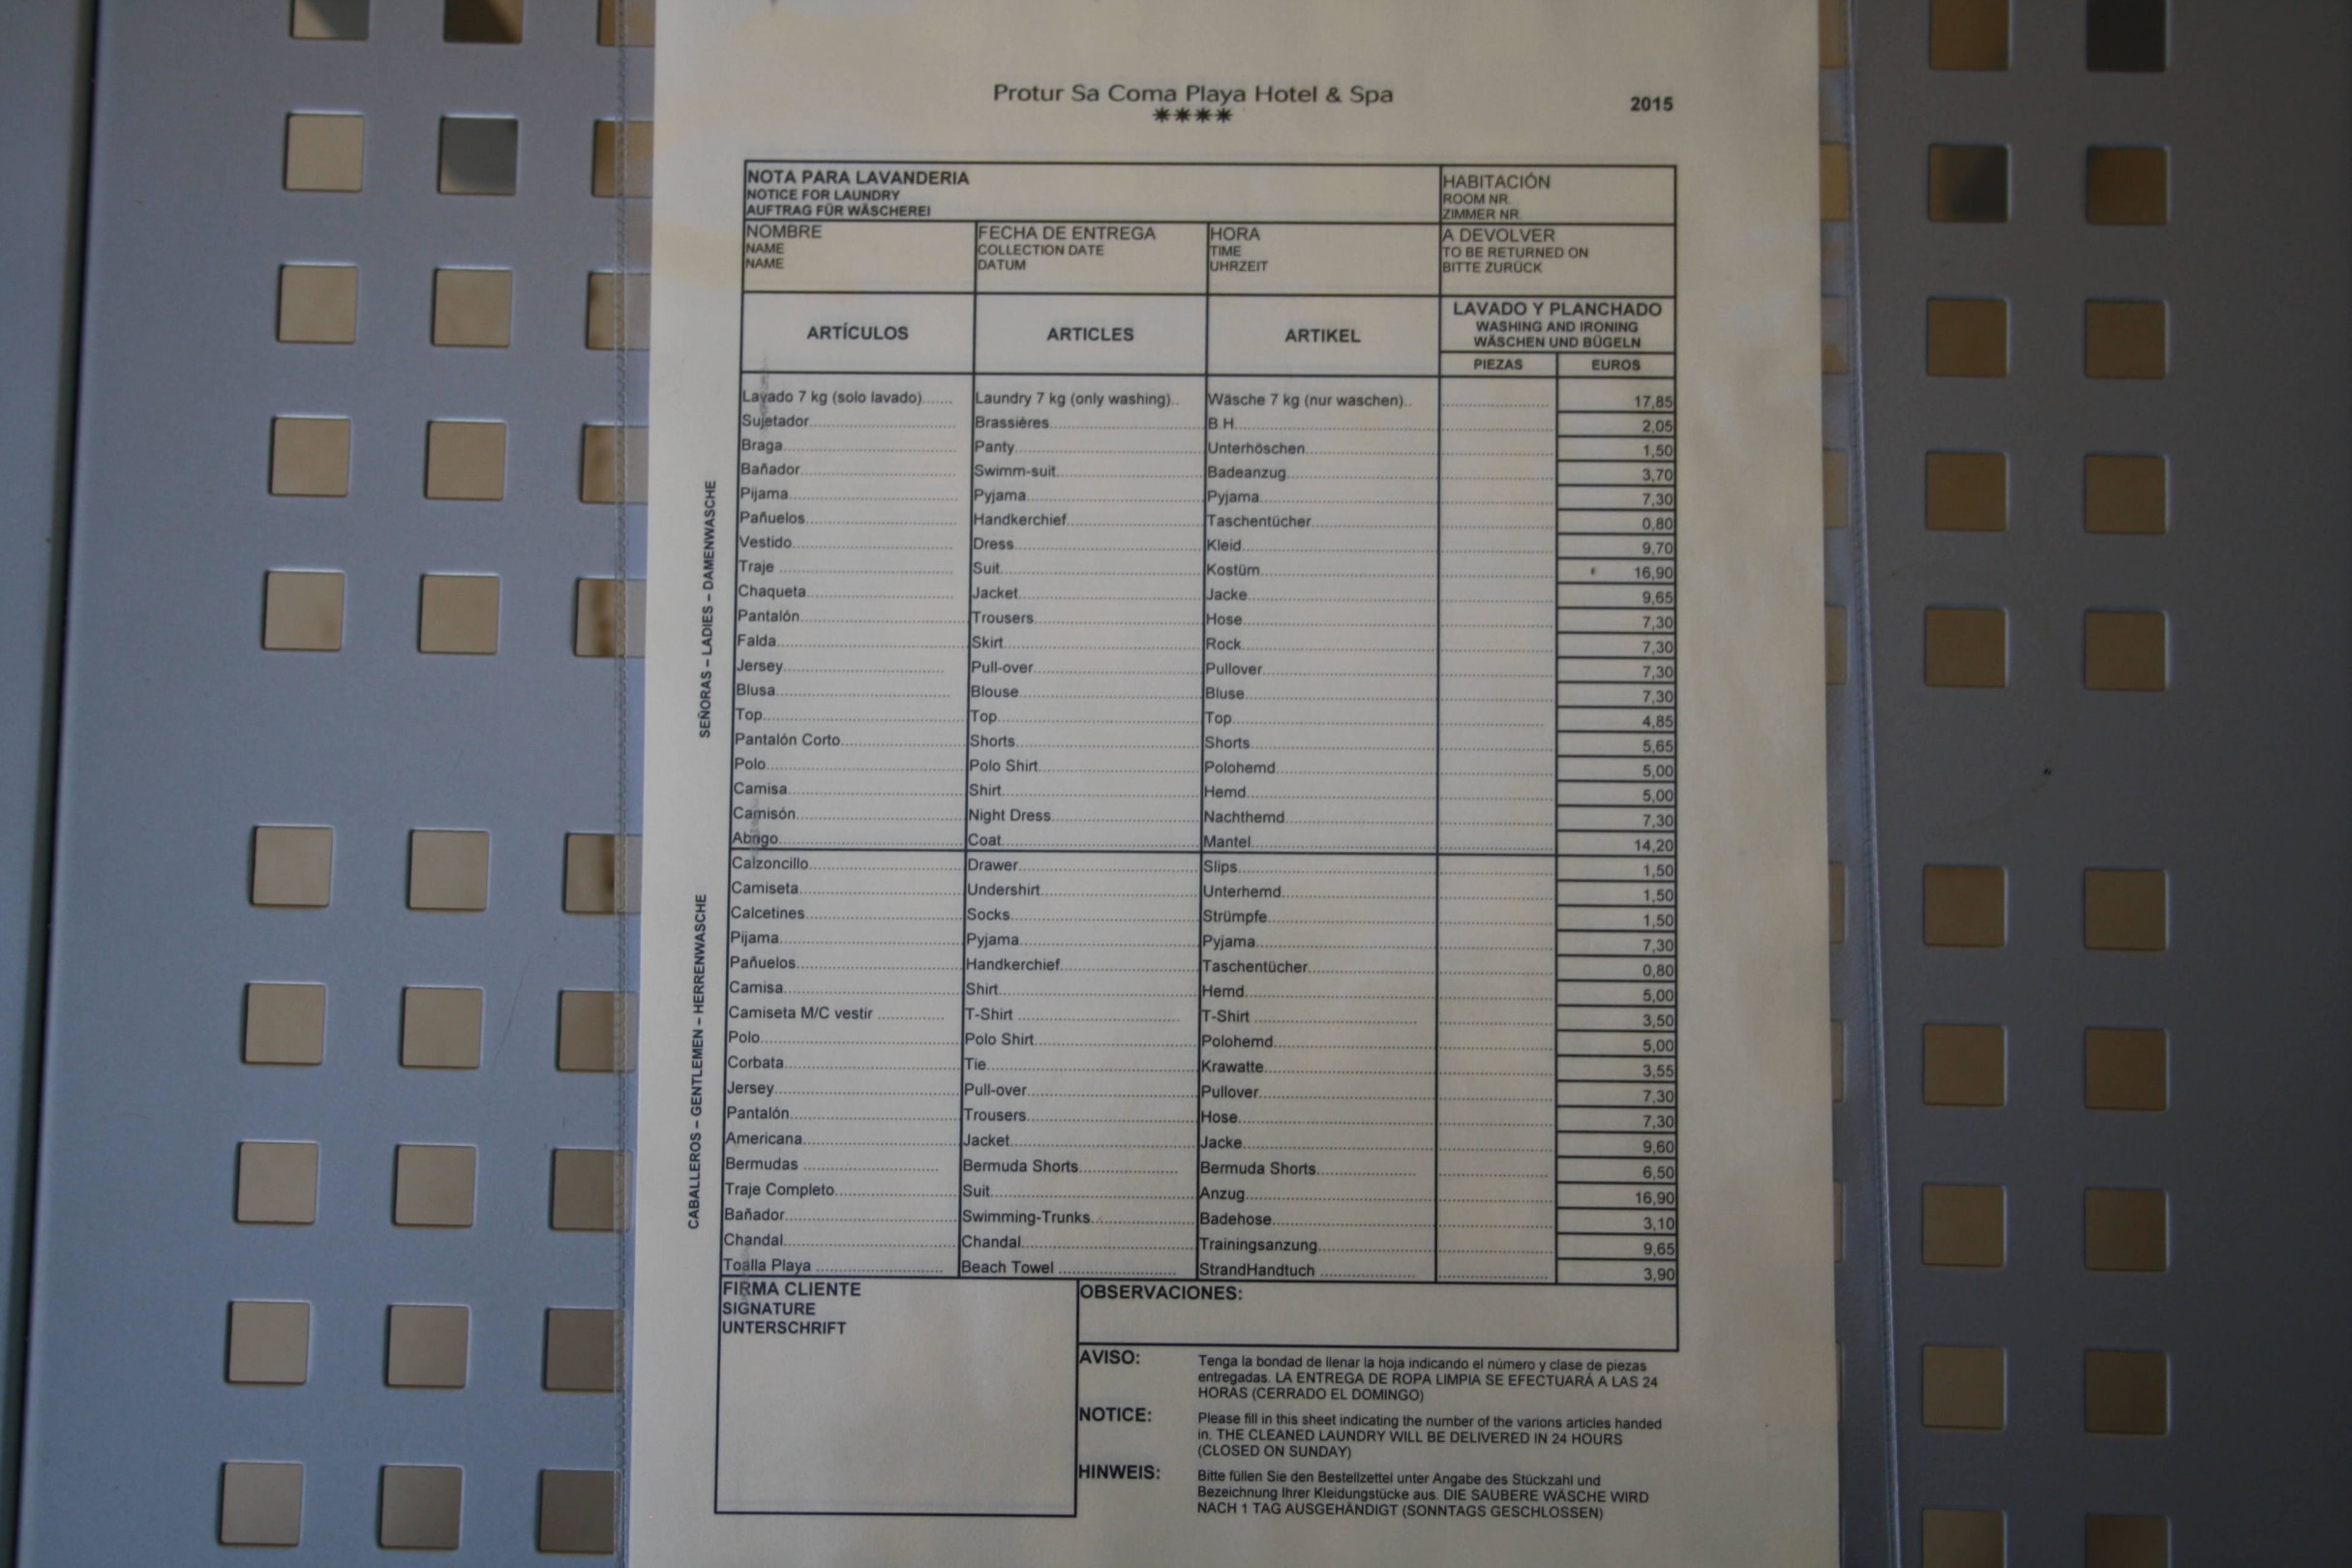 Protur Sa Coma Playa Hotel & Spa
✷✷✷✷
2015
NOTA PARA LAVANDERIA
NOTICE FOR LAUNDRY
AUFTRAG FÜR WÄSCHEREI
HABITACIÓN
ROOM NR.
ZIMMER NR.
NOMBRE
NAME
NAME
FECHA DE ENTREGA
COLLECTION DATE
DATUM
HORA
TIME
UHRZEIT
A DEVOLVER
TO BE RETURNED ON
BITTE ZURÜCK
ARTÍCULOS ARTICLES ARTIKEL
LAVADO Y PLANCHADO
WASHING AND IRONING
WÄSCHEN UND BÜGELN
PIEZAS EUROS
SEÑORAS – LADIES – DAMENWASCHE
Lavado 7 kg (solo lavado)....... Laundry 7 kg (only washing).. Wäsche 7 kg (nur waschen).. 17,85
Sujetador Brassières B.H. 2,05
Braga Panty Unterhöschen 1,50
Bañador Swimm-suit Badeanzug 3,70
Pijama Pyjama Pyjama 7,30
Pañuelos Handkerchief Taschentücher 0,80
Vestido Dress Kleid 9,70
Traje Suit Kostüm 16,90
Chaqueta Jacket Jacke 9,65
Pantalón Trousers Hose 7,30
Falda Skirt Rock 7,30
Jersey Pull-over Pullover 7,30
Blusa Blouse Bluse 7,30
Top Top Top 4,85
Pantalón Corto Shorts Shorts 5,65
Polo Polo Shirt Polohemd 5,00
Camisa Shirt Hemd 5,00
Camisón Night Dress Nachthemd 7,30
Abrigo Coat Mantel 14,20
CABALLEROS – GENTLEMEN – HERRENWASCHE
Calzoncillo Drawer Slips 1,50
Camiseta Undershirt Unterhemd 1,50
Calcetines Socks Strümpfe 1,50
Pijama Pyjama Pyjama 7,30
Pañuelos Handkerchief Taschentücher 0,80
Camisa Shirt Hemd 5,00
Camiseta M/C vestir T-Shirt T-Shirt 3,50
Polo Polo Shirt Polohemd 5,00
Corbata Tie Krawatte 3,55
Jersey Pull-over Pullover 7,30
Pantalón Trousers Hose 7,30
Americana Jacket Jacke 9,60
Bermudas Bermuda Shorts Bermuda Shorts 6,50
Traje Completo Suit Anzug 16,90
Bañador Swimming-Trunks Badehose 3,10
Chandal Chandal Trainingsanzung 9,65
Toalla Playa Beach Towel StrandHandtuch 3,90
FIRMA CLIENTE
SIGNATURE
UNTERSCHRIFT
OBSERVACIONES:
AVISO: Tenga la bondad de llenar la hoja indicando el número y clase de piezas
entregadas. LA ENTREGA DE ROPA LIMPIA SE EFECTUARÁ A LAS 24
HORAS (CERRADO EL DOMINGO)
NOTICE: Please fill in this sheet indicating the number of the varions articles handed
in. THE CLEANED LAUNDRY WILL BE DELIVERED IN 24 HOURS
(CLOSED ON SUNDAY)
HINWEIS: Bitte füllen Sie den Bestellzettel unter Angabe des Stückzahl und
Bezeichnung Ihrer Kleidungstücke aus. DIE SAUBERE WÄSCHE WIRD
NACH 1 TAG AUSGEHÄNDIGT (SONNTAGS GESCHLOSSEN)